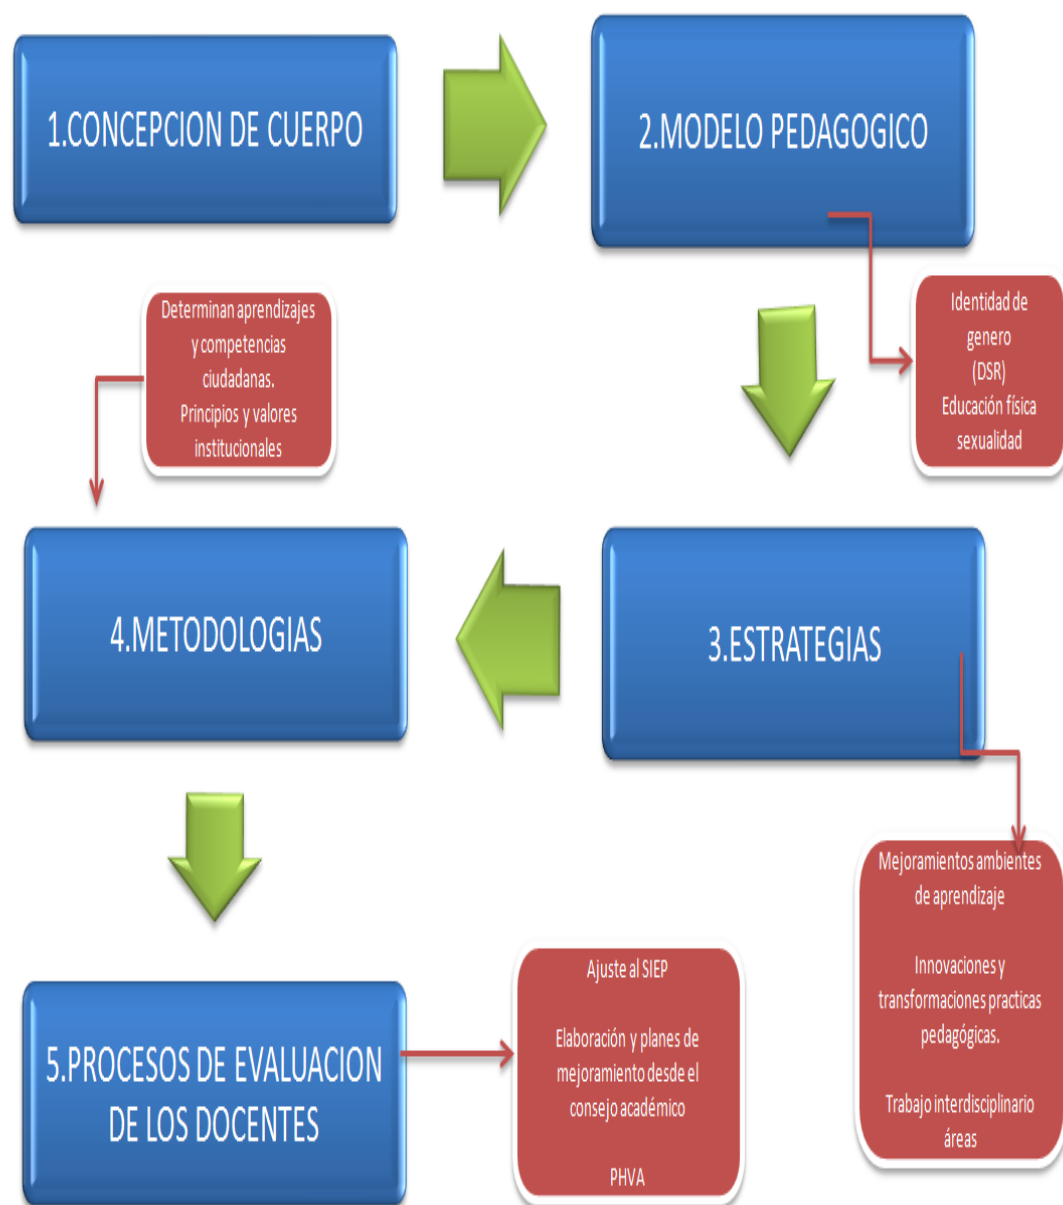 1.CONCEPCION DE CUERPO
2.MODELO PEDAGOGICO
Identidad de
genero
(DSR)
Educación física
sexualidad
Determinan aprendizajes
y competencias
ciudadanas.
Principios y valores
institucionales
3.ESTRATEGIAS
4.METODOLOGIAS
Mejoramientos ambientes
de aprendizaje
Innovaciones y
transformaciones practicas
pedagógicas.
Trabajo interdisciplinario
áreas
5.PROCESOS DE EVALUACION
DE LOS DOCENTES
Ajuste al SIEP
Elaboración y planes de
mejoramiento desde el
consejo académico
PHVA